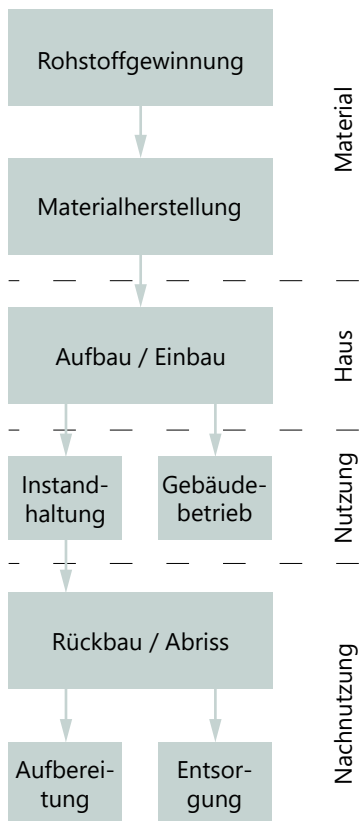 Rohstoffgewinnung
Materialherstellung
Material
Aufbau / Einbau
Haus
Instand-
haltung
Gebäude-
betrieb
Nutzung
Rückbau / Abriss
Aufberei-
tung
Entsor-
gung
Nachnutzung